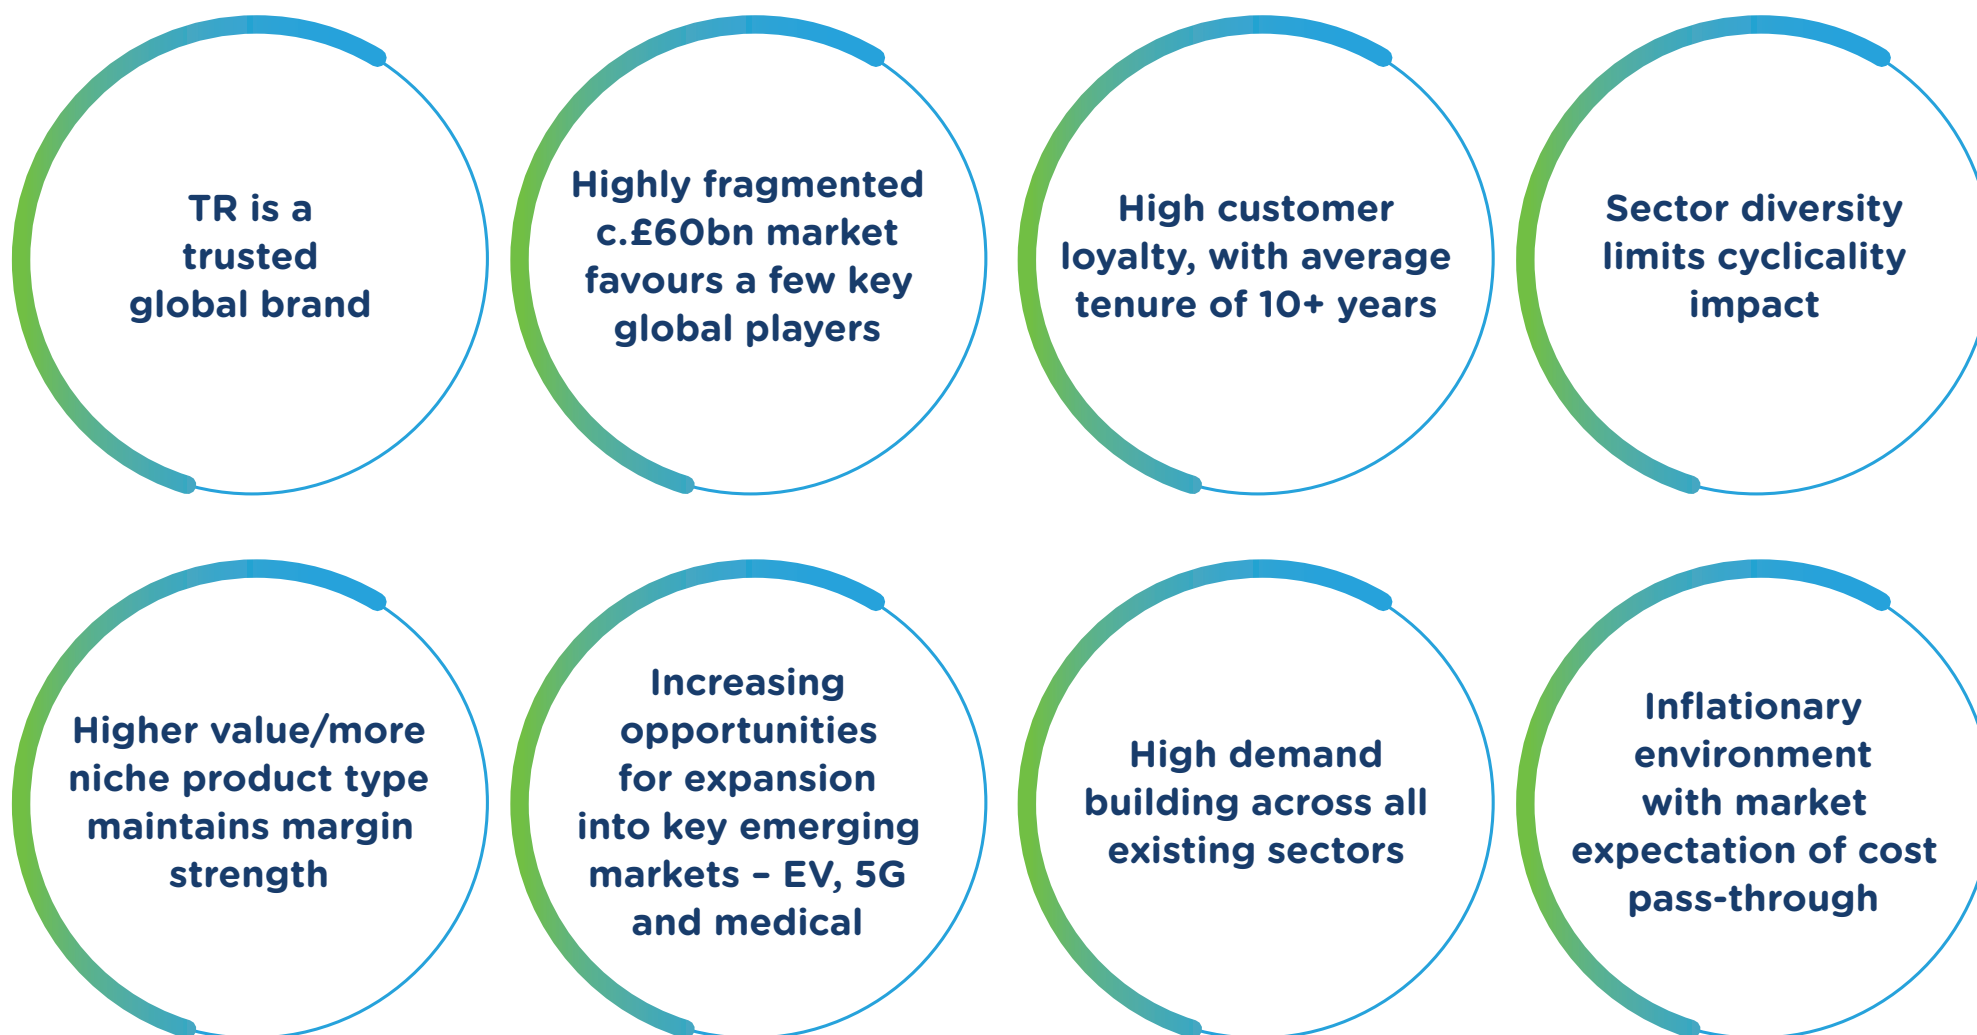 TR is a
trusted
global brand
Highly fragmented
c.£60bn market
favours a few key
global players
High customer
loyalty, with average
tenure of 10+ years
Sector diversity
limits cyclicality
impact
Higher value/more
niche product type
maintains margin
strength
Increasing
opportunities
for expansion
into key emerging
markets – EV, 5G
and medical
High demand
building across all
existing sectors
Inflationary
environment
with market
expectation of cost
pass-through